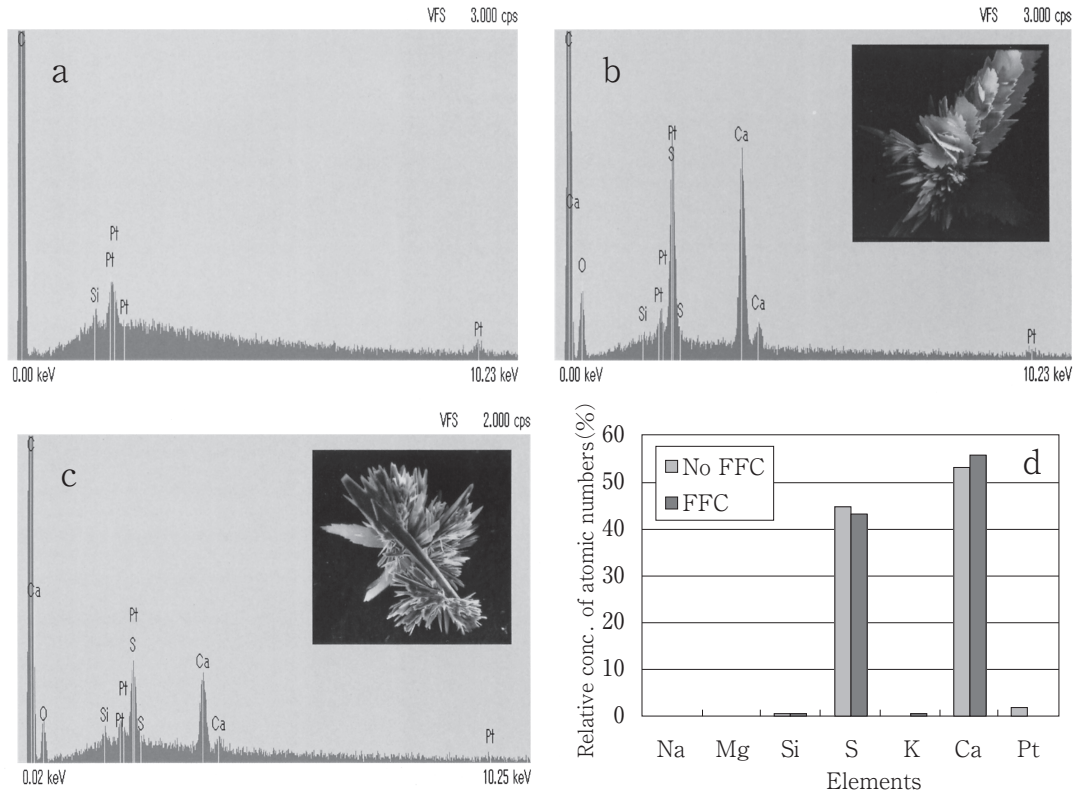 VFS 3.000 cps
C
a
Pt
Pt
Si
Pt
Pt
0.00 keV 10.23 keV
VFS 3.000 cps
C
b
Pt
S
Ca
Ca
O
Pt
Pt
Si
S
Ca
Pt
0.00 keV 10.23 keV
VFS 2.000 cps
C
c
Ca
Pt
S
Ca
Pt
O
Si
Pt
S
Ca
Pt
0.02 keV 10.25 keV
Relative conc. of atomic numbers(%)
60
50
40
30
20
10
0
No FFC
FFC
d
Na Mg Si S K Ca Pt
Elements